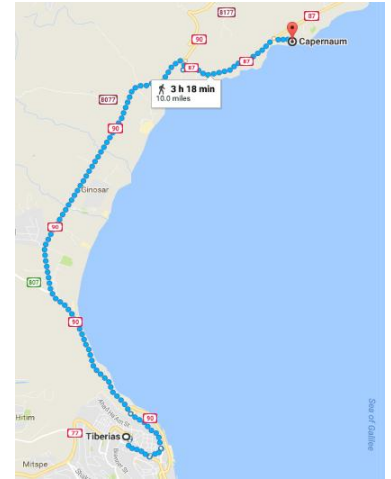 87
90
8177
Capernaum
87
87
3 h 18 min
10.0 miles
8077
90
Ginosar
90
807
90
Hitim
90
77
Tiberias
Mitspe
Sea of Galilee